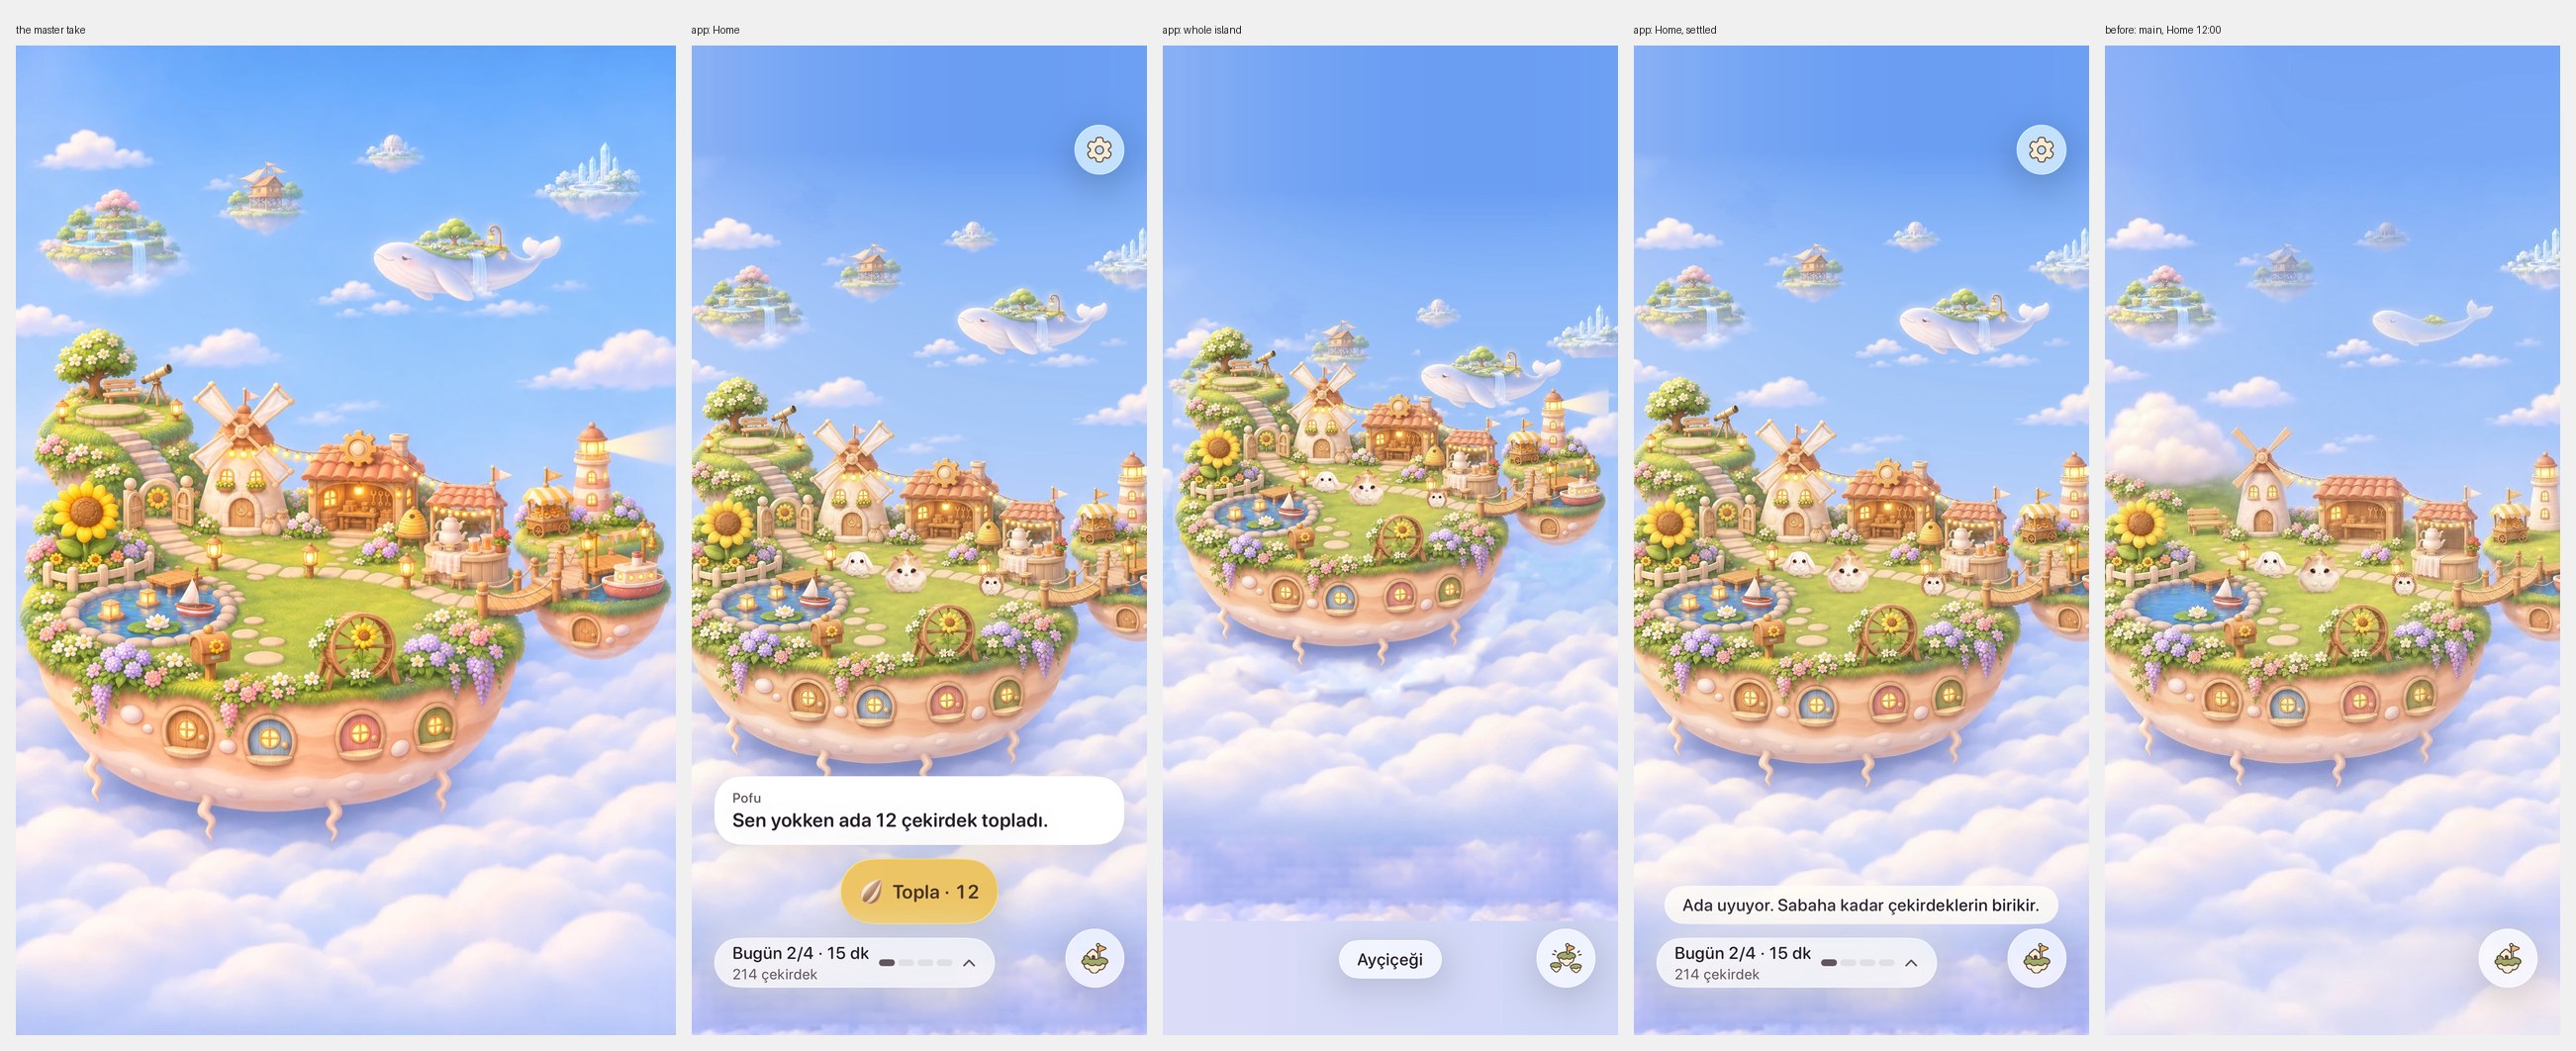 the master take
app: Home
app: whole island
app: Home, settled
before: main, Home 12:00
Pofu
Sen yokken ada 12 çekirdek topladı.
Topla · 12
Bugün 2/4 · 15 dk
214 çekirdek
Ayçiçeği
Ada uyuyor. Sabaha kadar çekirdeklerin birikir.
Bugün 2/4 · 15 dk
214 çekirdek